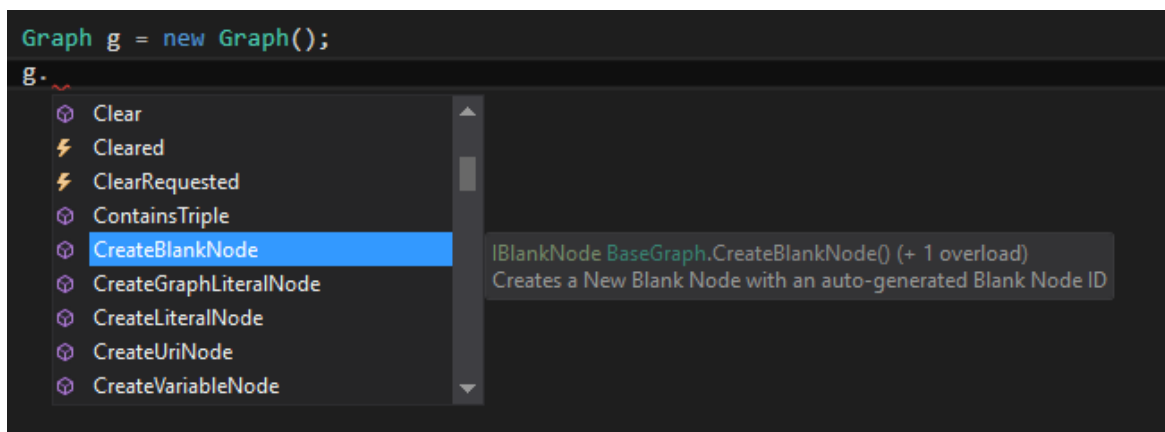 Graph g = new Graph();
g.
Clear
Cleared
ClearRequested
ContainsTriple
CreateBlankNode
IBlankNode BaseGraph.CreateBlankNode() (+ 1 overload)
Creates a New Blank Node with an auto-generated Blank Node ID
CreateGraphLiteralNode
CreateLiteralNode
CreateUriNode
CreateVariableNode